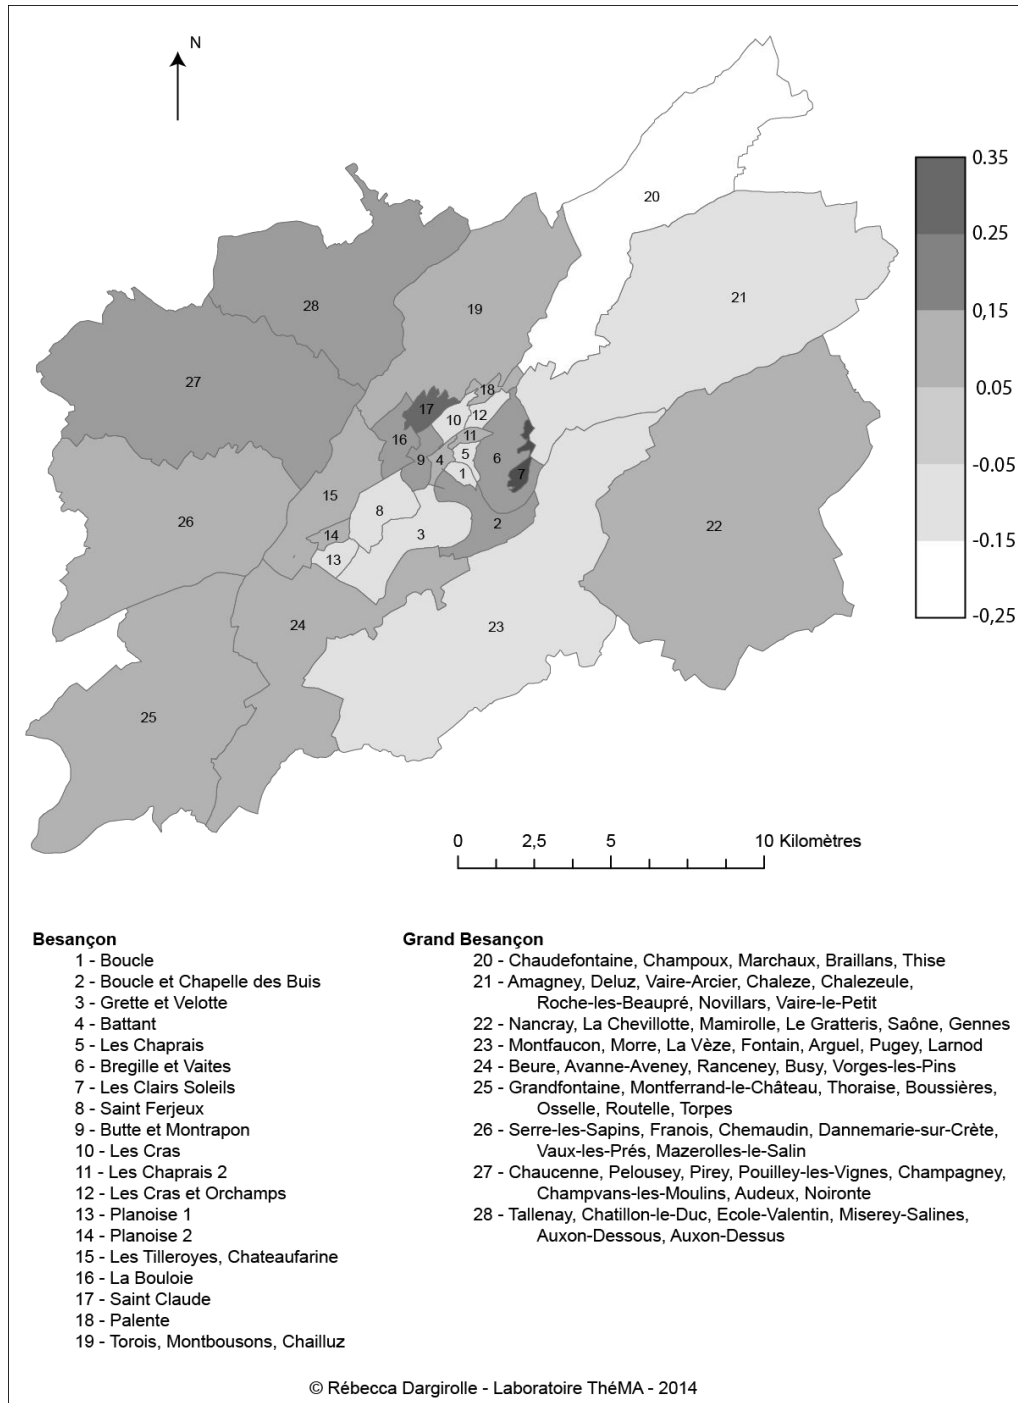 N
0.35
0.25
0,15
0.05
-0.05
-0.15
-0,25
20
21
28
19
27
17
18
10
12
16
11
9
4
5
6
7
1
26
15
8
2
22
3
14
13
24
23
25
0 2,5 5 10 Kilomètres
Besançon
1 - Boucle
2 - Boucle et Chapelle des Buis
3 - Grette et Velotte
4 - Battant
5 - Les Chaprais
6 - Bregille et Vaites
7 - Les Clairs Soleils
8 - Saint Ferjeux
9 - Butte et Montrapon
10 - Les Cras
11 - Les Chaprais 2
12 - Les Cras et Orchamps
13 - Planoise 1
14 - Planoise 2
15 - Les Tilleroyes, Chateaufarine
16 - La Bouloie
17 - Saint Claude
18 - Palente
19 - Torois, Montbousons, Chailluz
Grand Besançon
20 - Chaudefontaine, Champoux, Marchaux, Braillans, Thise
21 - Amagney, Deluz, Vaire-Arcier, Chaleze, Chalezeule,
Roche-les-Beaupré, Novillars, Vaire-le-Petit
22 - Nancray, La Chevillotte, Mamirolle, Le Gratteris, Saône, Gennes
23 - Montfaucon, Morre, La Vèze, Fontain, Arguel, Pugey, Larnod
24 - Beure, Avanne-Aveney, Ranceney, Busy, Vorges-les-Pins
25 - Grandfontaine, Montferrand-le-Château, Thoraise, Boussières,
Osselle, Routelle, Torpes
26 - Serre-les-Sapins, Franois, Chemaudin, Dannemarie-sur-Crète,
Vaux-les-Prés, Mazerolles-le-Salin
27 - Chaucenne, Pelousey, Pirey, Pouilley-les-Vignes, Champagney,
Champvans-les-Moulins, Audeux, Noironte
28 - Tallenay, Chatillon-le-Duc, Ecole-Valentin, Miserey-Salines,
Auxon-Dessous, Auxon-Dessus
© Rébecca Dargirolle - Laboratoire ThéMA - 2014